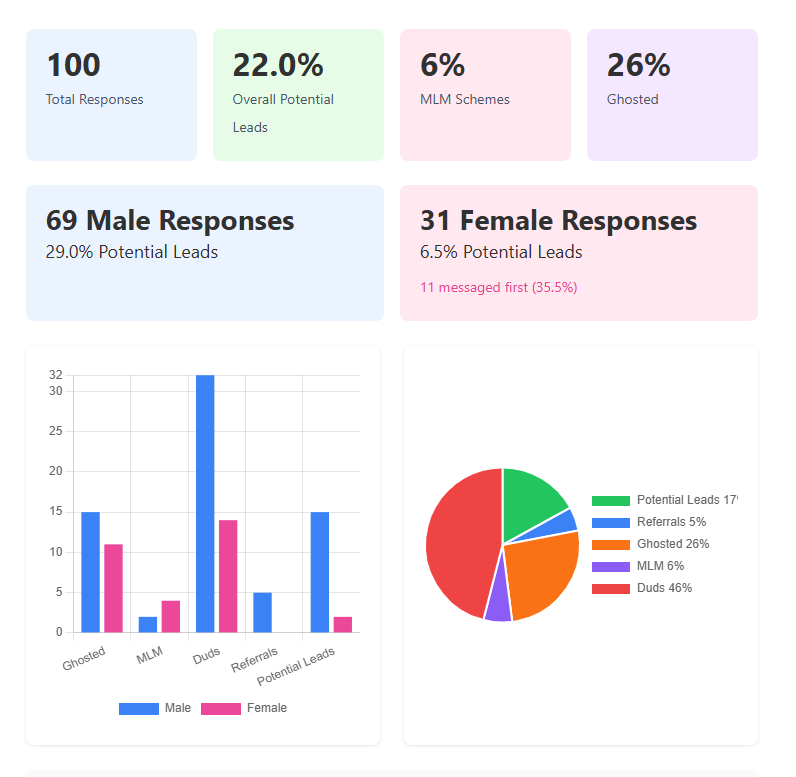 100
Total Responses
22.0%
Overall Potential
Leads
6%
MLM Schemes
26%
Ghosted
69 Male Responses
29.0% Potential Leads
31 Female Responses
6.5% Potential Leads
11 messaged first (35.5%)
32
30
25
20
15
10
5
0
Ghosted
MLM
Duds
Referrals
Potential Leads
Male
Female
Potential Leads 17
Referrals 5%
Ghosted 26%
MLM 6%
Duds 46%